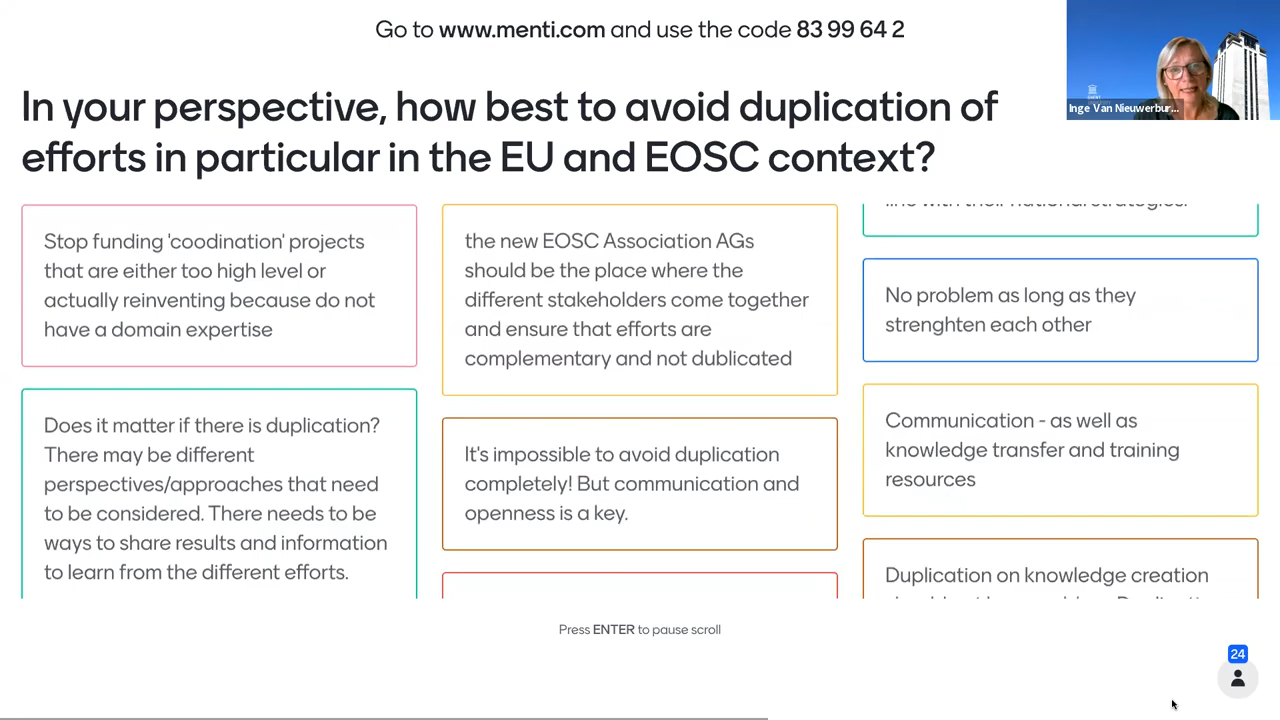 Go to www.menti.com and use the code 83 99 64 2
Inge Van Nieuwerbur...
In your perspective, how best to avoid duplication of
efforts in particular in the EU and EOSC context?
Stop funding 'coodination' projects
that are either too high level or
actually reinventing because do not
have a domain expertise
Does it matter if there is duplication?
There may be different
perspectives/approaches that need
to be considered. There needs to be
ways to share results and information
to learn from the different efforts.
the new EOSC Association AGs
should be the place where the
different stakeholders come together
and ensure that efforts are
complementary and not dublicated
It's impossible to avoid duplication
completely! But communication and
openness is a key.
line with their national strategies.
No problem as long as they
strenghten each other
Communication - as well as
knowledge transfer and training
resources
Duplication on knowledge creation
Press ENTER to pause scroll
24